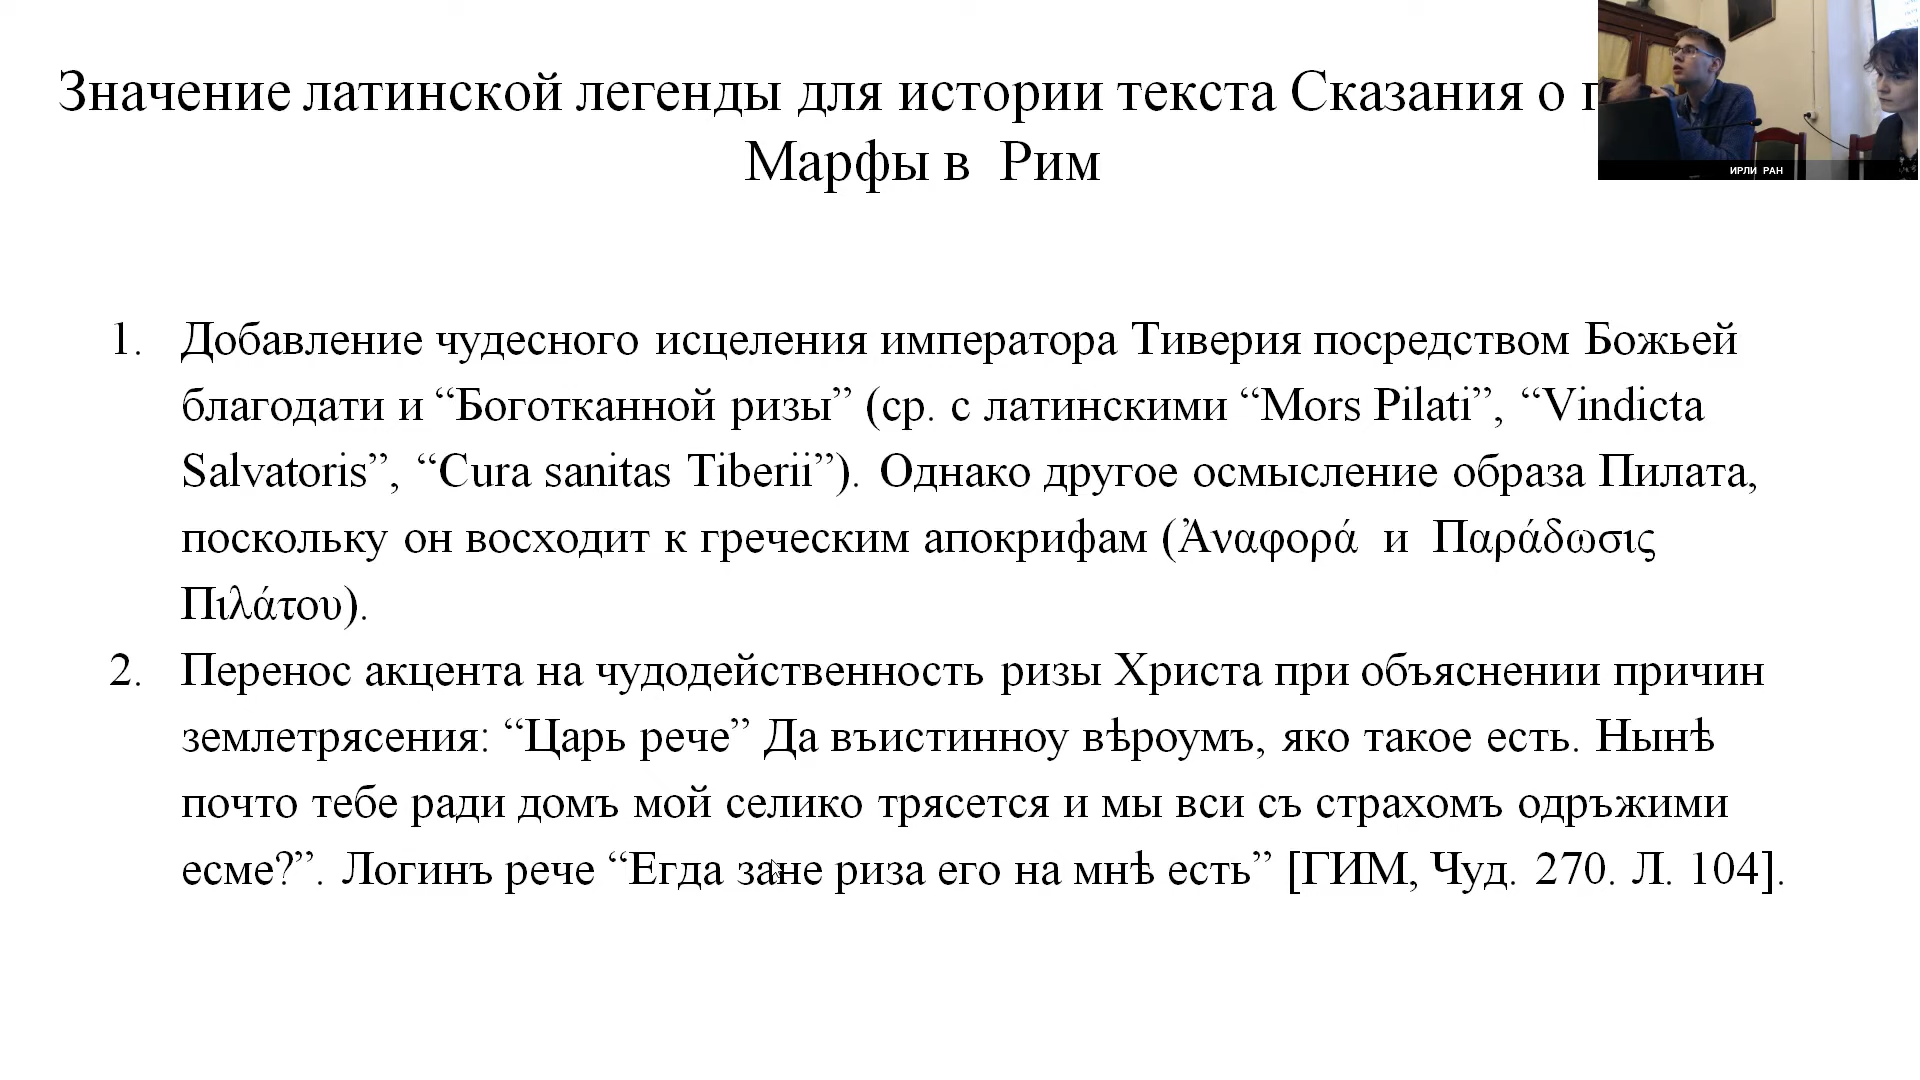 Значение латинской легенды для истории текста Сказания о
Марфы в Рим
1. Добавление чудесного исцеления императора Тиверия посредством Божьей
благодати и “Боготканной ризы” (ср. с латинскими “Mors Pilati”, “Vindicta
Salvatoris”, “Cura sanitas Tiberii”). Однако другое осмысление образа Пилата,
поскольку он восходит к греческим апокрифам (Ἀναφορά и Παράδωσις
Πιλάτου).
2. Перенос акцента на чудодейственность ризы Христа при объяснении причин
землетрясения: “Царь рече” Да въистинноу вѣроумъ, яко такое есть. Нынѣ
почто тебе ради домъ мой селико трясется и мы вси съ страхомъ одръжими
есме?”. Логинъ рече “Егда зане риза его на мнѣ есть” [ГИМ, Чуд. 270. Л. 104].
ИРЛИ РАН